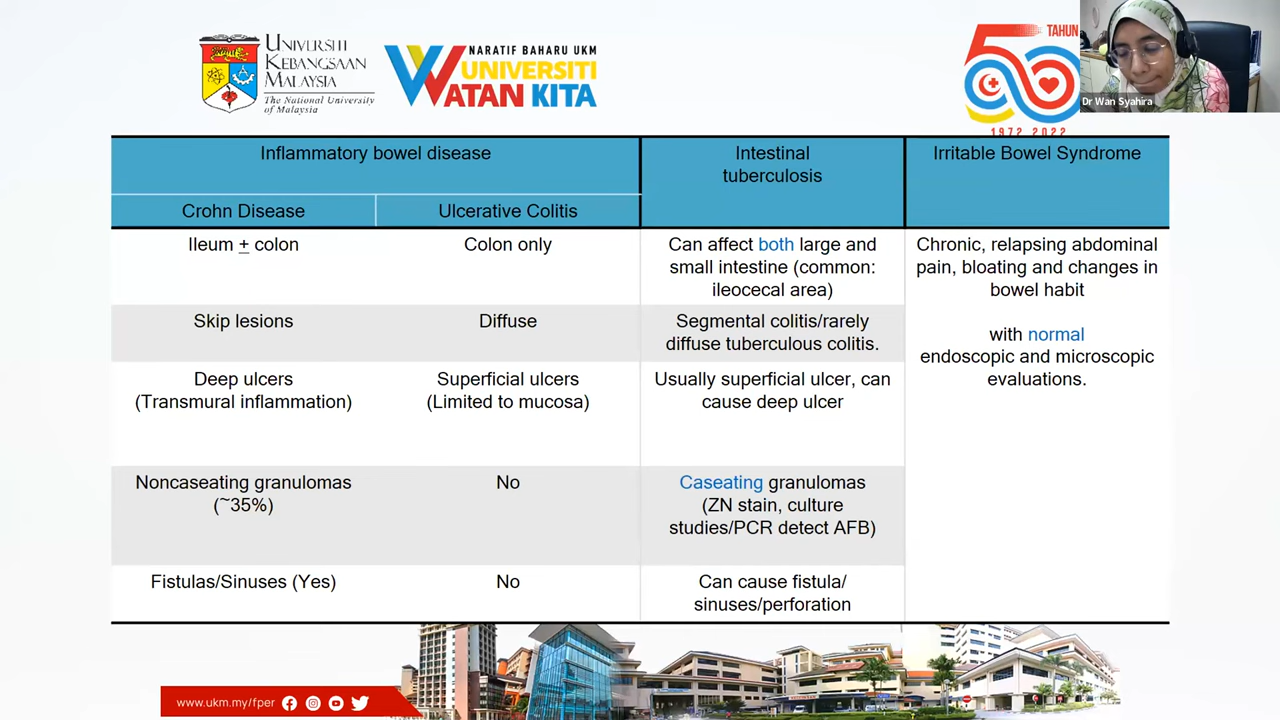 UNIVERSITI
KEBANGSAAN
MALAYSIA
The National University
of Malaysia
NARATIF BAHARU UKM
UNIVERSITI
WATAN KITA
50 TAHUN
1972 2022
Dr Wan Syahira
Inflammatory bowel disease
Intestinal
tuberculosis
Irritable Bowel Syndrome
Crohn Disease
Ulcerative Colitis
Ileum + colon
Colon only
Can affect both large and
small intestine (common:
ileocecal area)
Chronic, relapsing abdominal
pain, bloating and changes in
bowel habit
with normal
endoscopic and microscopic
evaluations.
Skip lesions
Diffuse
Segmental colitis/rarely
diffuse tuberculous colitis.
Deep ulcers
(Transmural inflammation)
Superficial ulcers
(Limited to mucosa)
Usually superficial ulcer, can
cause deep ulcer
Noncaseating granulomas
(~35%)
No
Caseating granulomas
(ZN stain, culture
studies/PCR detect AFB)
Fistulas/Sinuses (Yes)
No
Can cause fistula/
sinuses/perforation
www.ukm.my/fper